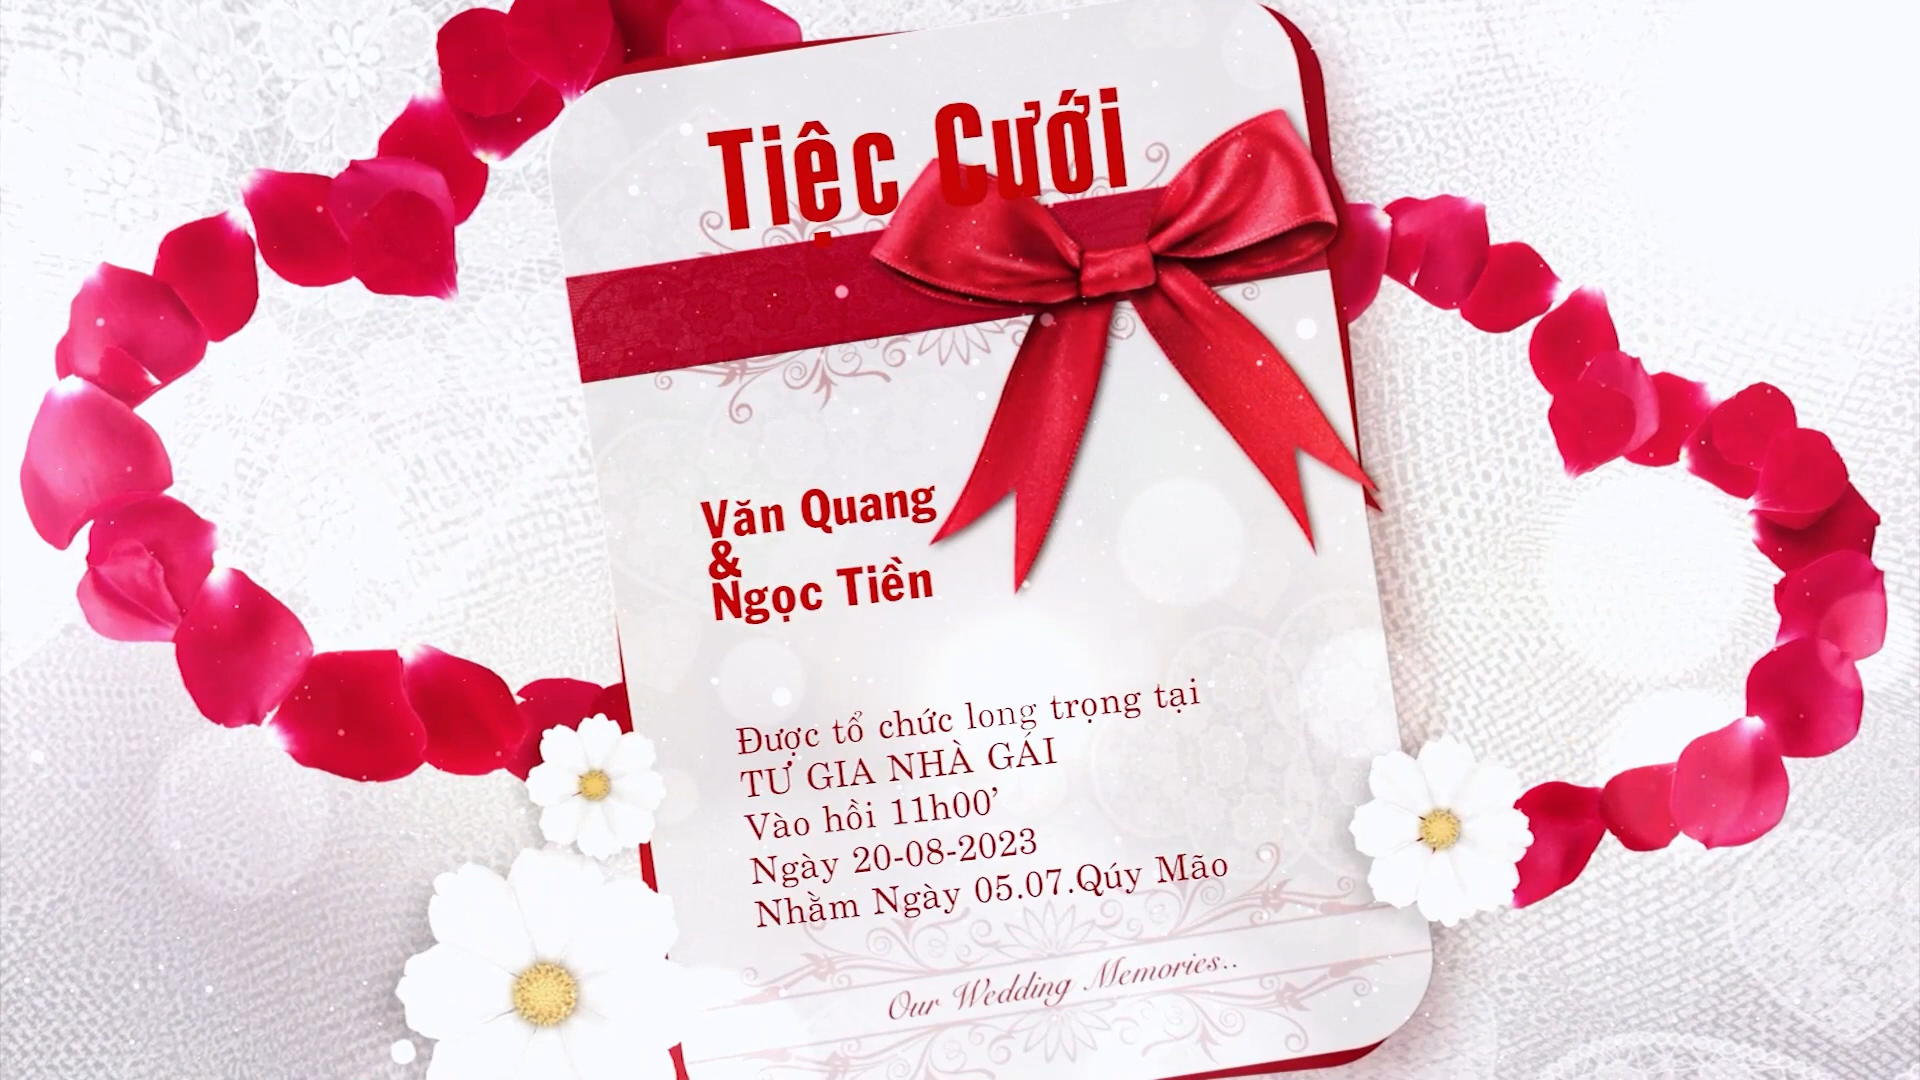 Tiệc Cưới
Văn Quang
&
Ngọc Tiền
Được tổ chức long trọng tại
TƯ GIA NHÀ GÁI
Vào hồi 11h00’
Ngày 20-08-2023
Nhằm Ngày 05.07.Qúy Mão
Our Wedding Memories..